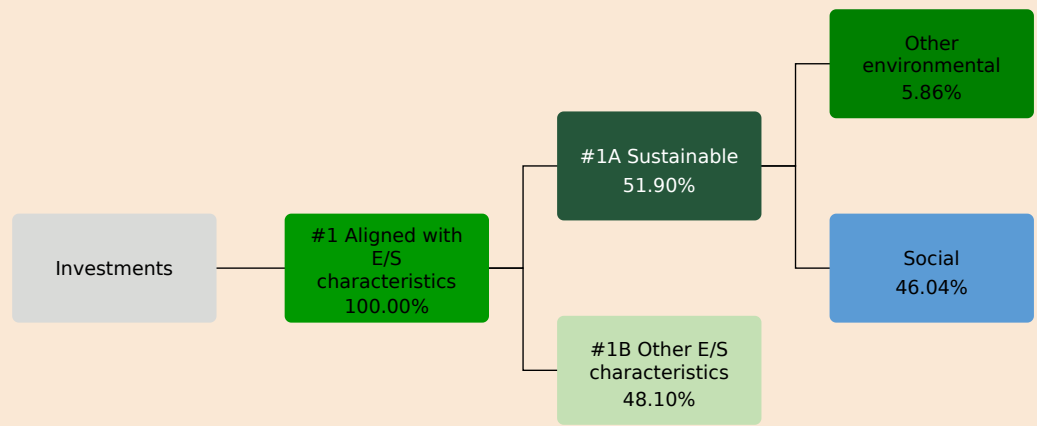 Investments
#1 Aligned with
E/S
characteristics
100.00%
#1A Sustainable
51.90%
#1B Other E/S
characteristics
48.10%
Other
environmental
5.86%
Social
46.04%